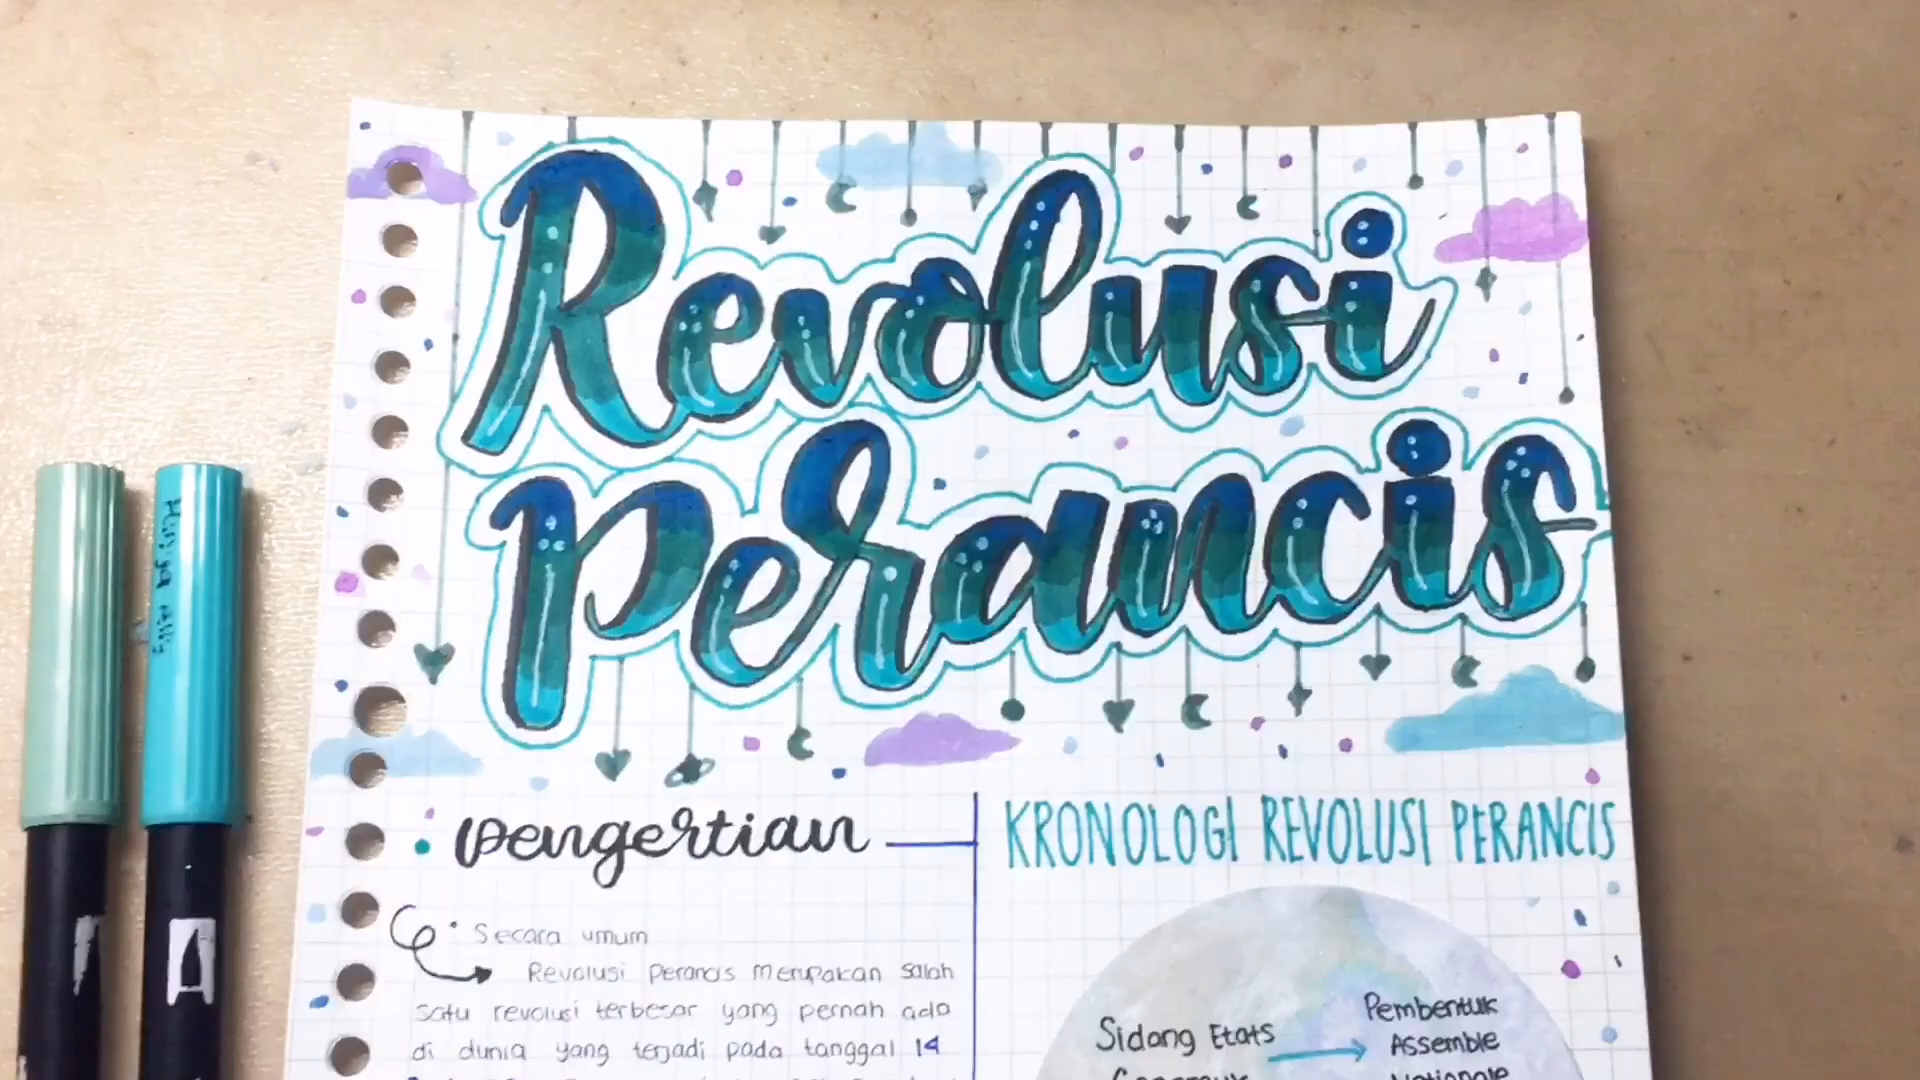 Revolusi
Perancis
pengertian
Secara umum
Revolusi Perancis merupakan salah
satu revolusi terbesar yang pernah ada
di dunia yang terjadi pada tanggal 14
KRONOLOGI REVOLUSI PERANCIS
Sidang Etats
Pembentuk
Assemble
Nationale